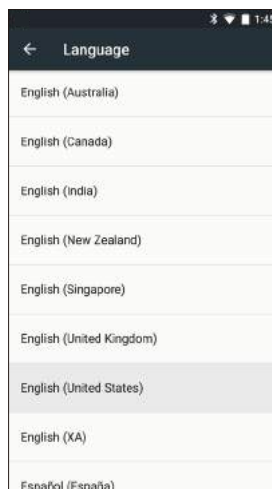 1:45
Language
English (Australia)
English (Canada)
English (India)
English (New Zealand)
English (Singapore)
English (United Kingdom)
English (United States)
English (XA)
Español (España)